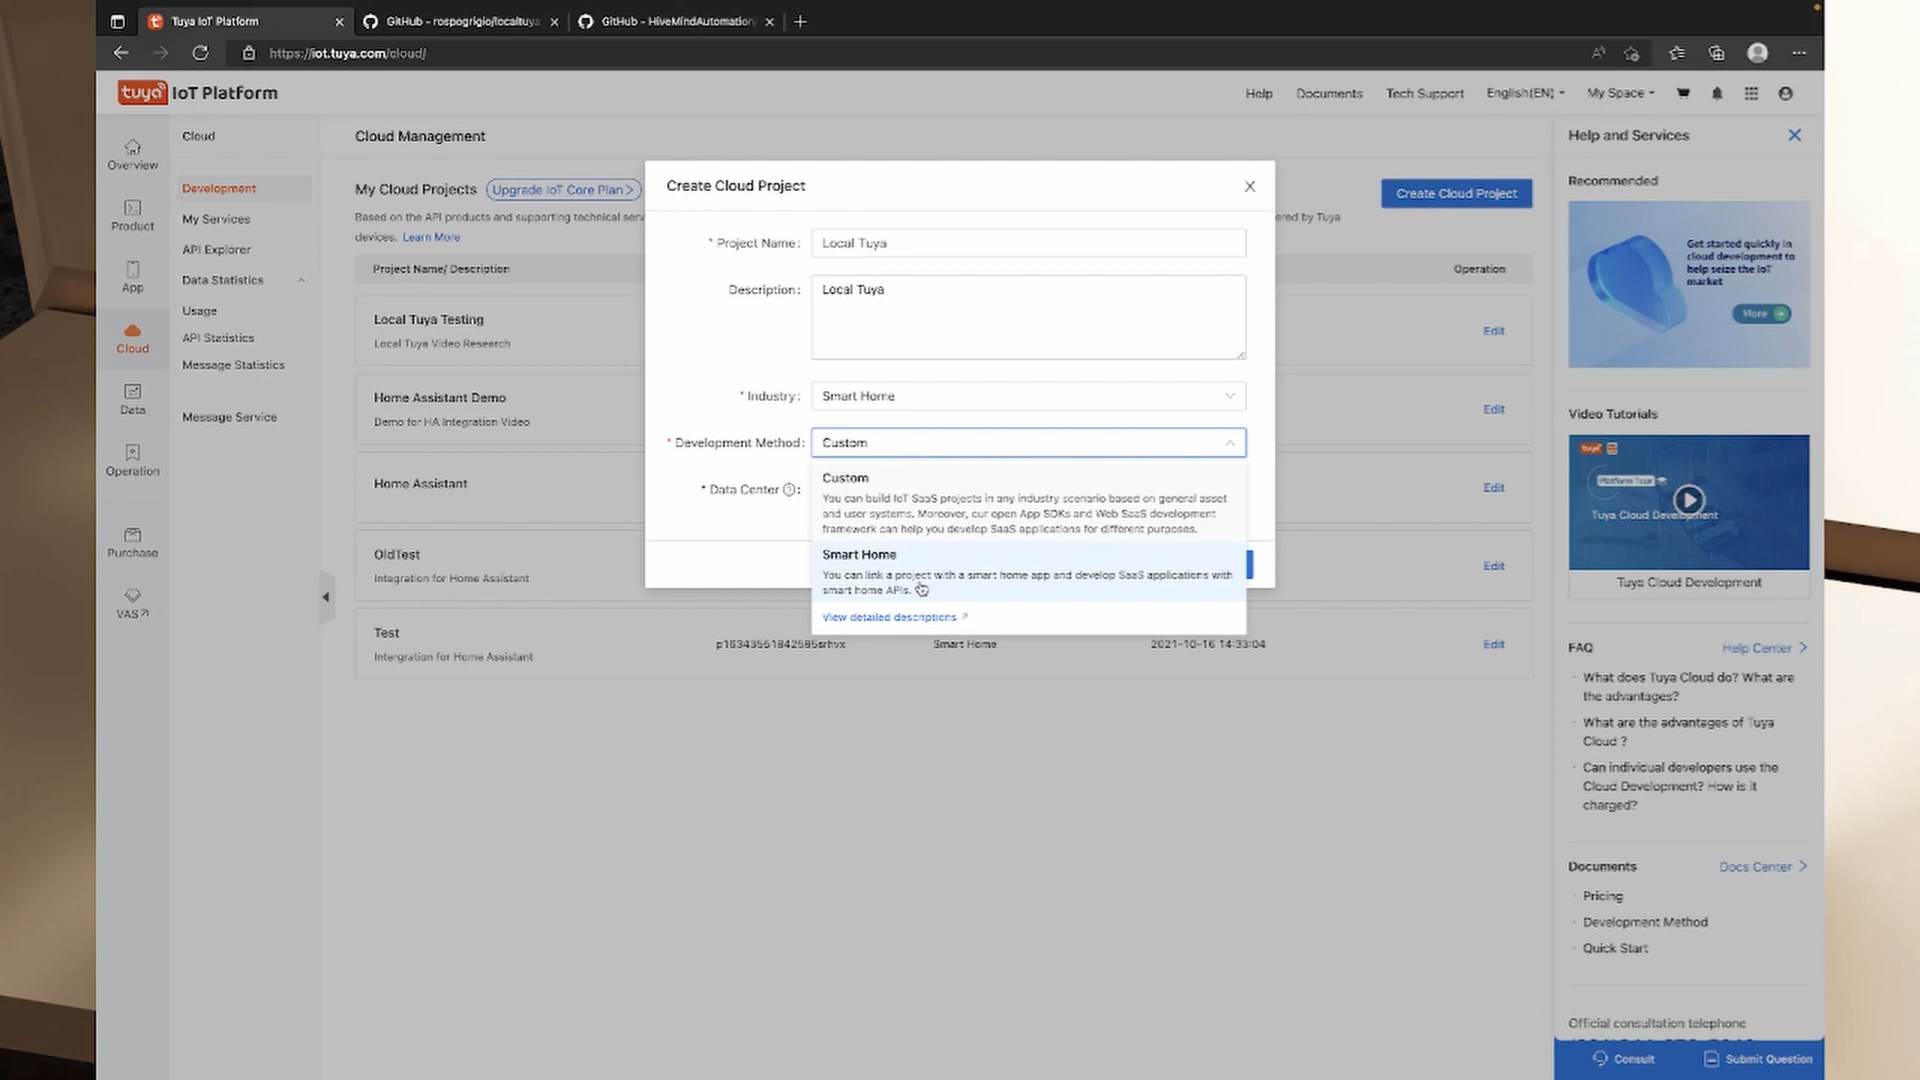 Tuya IoT Platform
GitHub - rospogrigio/localtuya
GitHub - HiveMindAutomation
https://iot.tuya.com/cloud/
tuya IoT Platform
Help
Documents
Tech Support
English(EN)
My Space
Overview
Product
App
Cloud
Data
Operation
Purchase
VAS
Cloud
Development
My Services
API Explorer
Data Statistics
Usage
API Statistics
Message Statistics
Message Service
Cloud Management
My Cloud Projects
Upgrade IoT Core Plan >
Create Cloud Project
Based on the API products and supporting technical serv
ered by Tuya
devices. Learn More
Project Name/ Description
Operation
Local Tuya Testing
Local Tuya Video Research
Edit
Home Assistant Demo
Demo for HA Integration Video
Edit
Home Assistant
Edit
OldTest
Integration for Home Assistant
Edit
Test
Intergration for Home Assistant
Smart Home
2021-10-16 14:33:04
Edit
Create Cloud Project
* Project Name:
Local Tuya
Description:
Local Tuya
* Industry:
Smart Home
* Development Method:
Custom
* Data Center ?:
Custom
You can build IoT SaaS projects in any industry scenario based on general asset
and user systems. Moreover, our open App SDKs and Web SaaS development
framework can help you develop SaaS applications for different purposes.
Smart Home
You can link a project with a smart home app and develop SaaS applications with
smart home APIs.
View detailed descriptions
Help and Services
Recommended
Get started quickly in
cloud development to
help seize the IoT
market
More
Video Tutorials
tuya
Platform Tour
Tuya Cloud Development
Tuya Cloud Development
FAQ
Help Center >
What does Tuya Cloud do? What are
the advantages?
What are the advantages of Tuya
Cloud ?
Can individual developers use the
Cloud Development? How is it
charged?
Documents
Docs Center >
Pricing
Development Method
Quick Start
Official consultation telephone
Consult
Submit Question